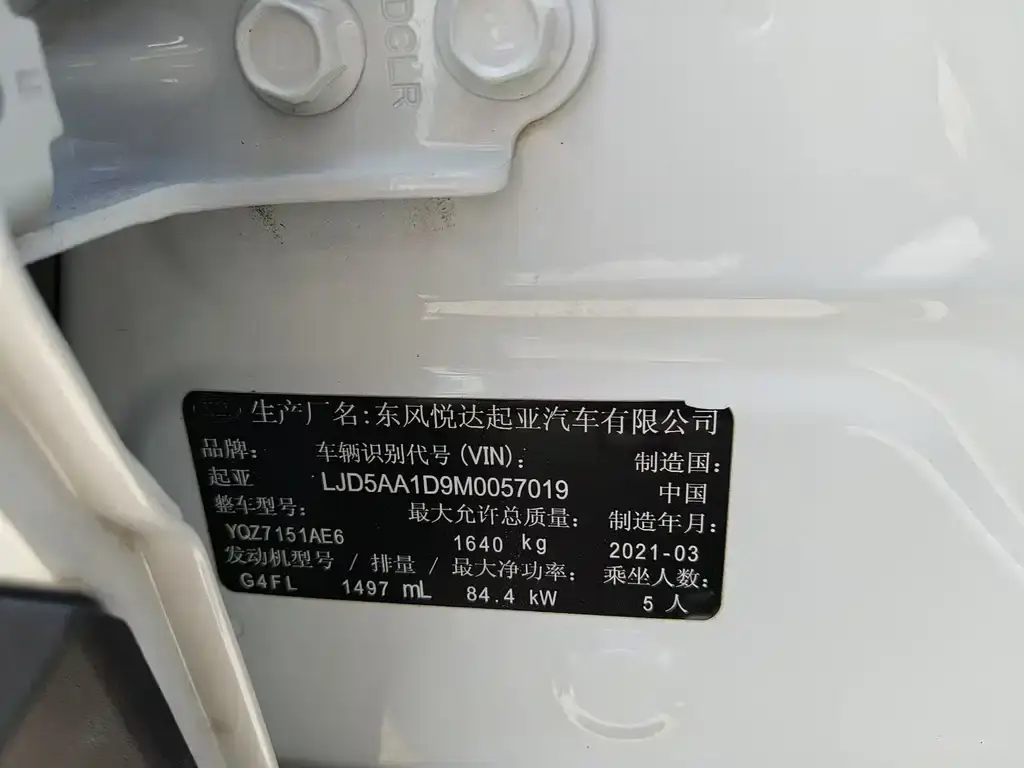 DCLR
生产厂名:东风悦达起亚汽车有限公司
品牌: 车辆识别代号(VIN): 制造国:
起亚 LJD5AA1D9M0057019 中国
整车型号: 最大允许总质量: 制造年月:
YQZ7151AE6 1640 kg 2021-03
发动机型号 / 排量 / 最大净功率: 乘坐人数:
G4FL 1497 mL 84.4 kW 5 人